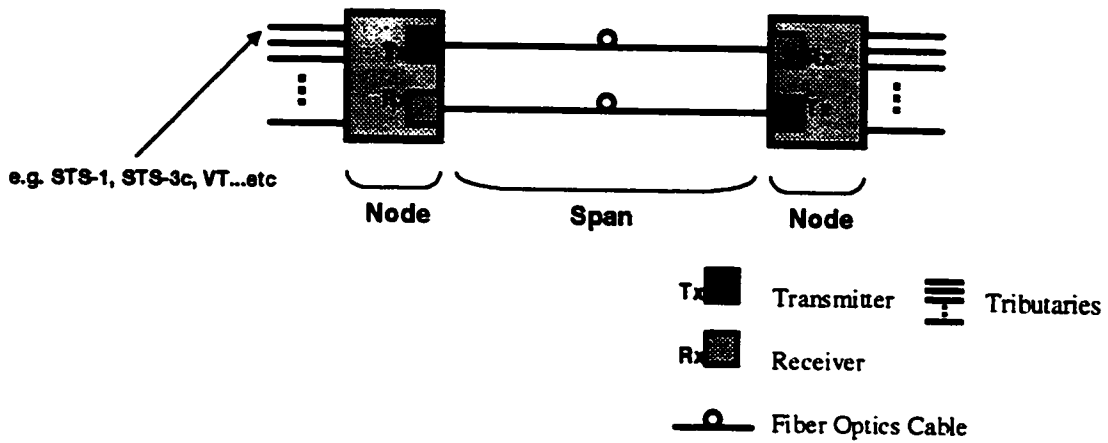 e.g. STS-1, STS-3c, VT...etc
Node
Span
Node
Tx
Transmitter
Tributaries
Rx
Receiver
Fiber Optics Cable